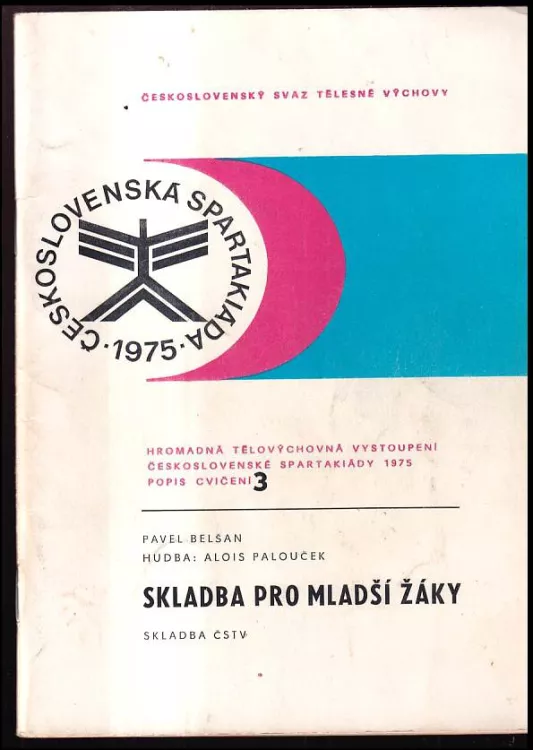 ČESKOSLOVENSKÝ SVAZ TĚLESNÉ VÝCHOVY
ČESKOSLOVENSKÁ SPARTAKIÁDA
· 1975 ·
HROMADNÁ TĚLOVÝCHOVNÁ VYSTOUPENÍ
ČESKOSLOVENSKÉ SPARTAKIÁDY 1975
POPIS CVIČENÍ 3
PAVEL BELŠAN
HUDBA: ALOIS PALOUČEK
SKLADBA PRO MLADŠÍ ŽÁKY
SKLADBA ČSTV